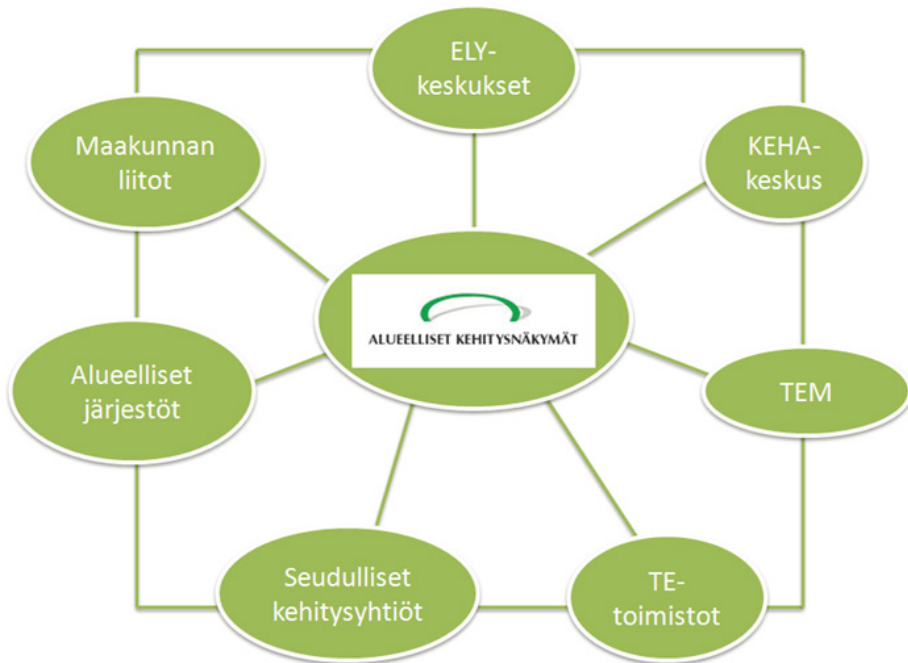 ELY-
keskukset
Maakunnan
liitot
KEHA-
keskus
ALUEELLISET KEHITYSNÄKYMÄT
Alueelliset
järjestöt
TEM
Seudulliset
kehitysyhtiöt
TE-
toimistot